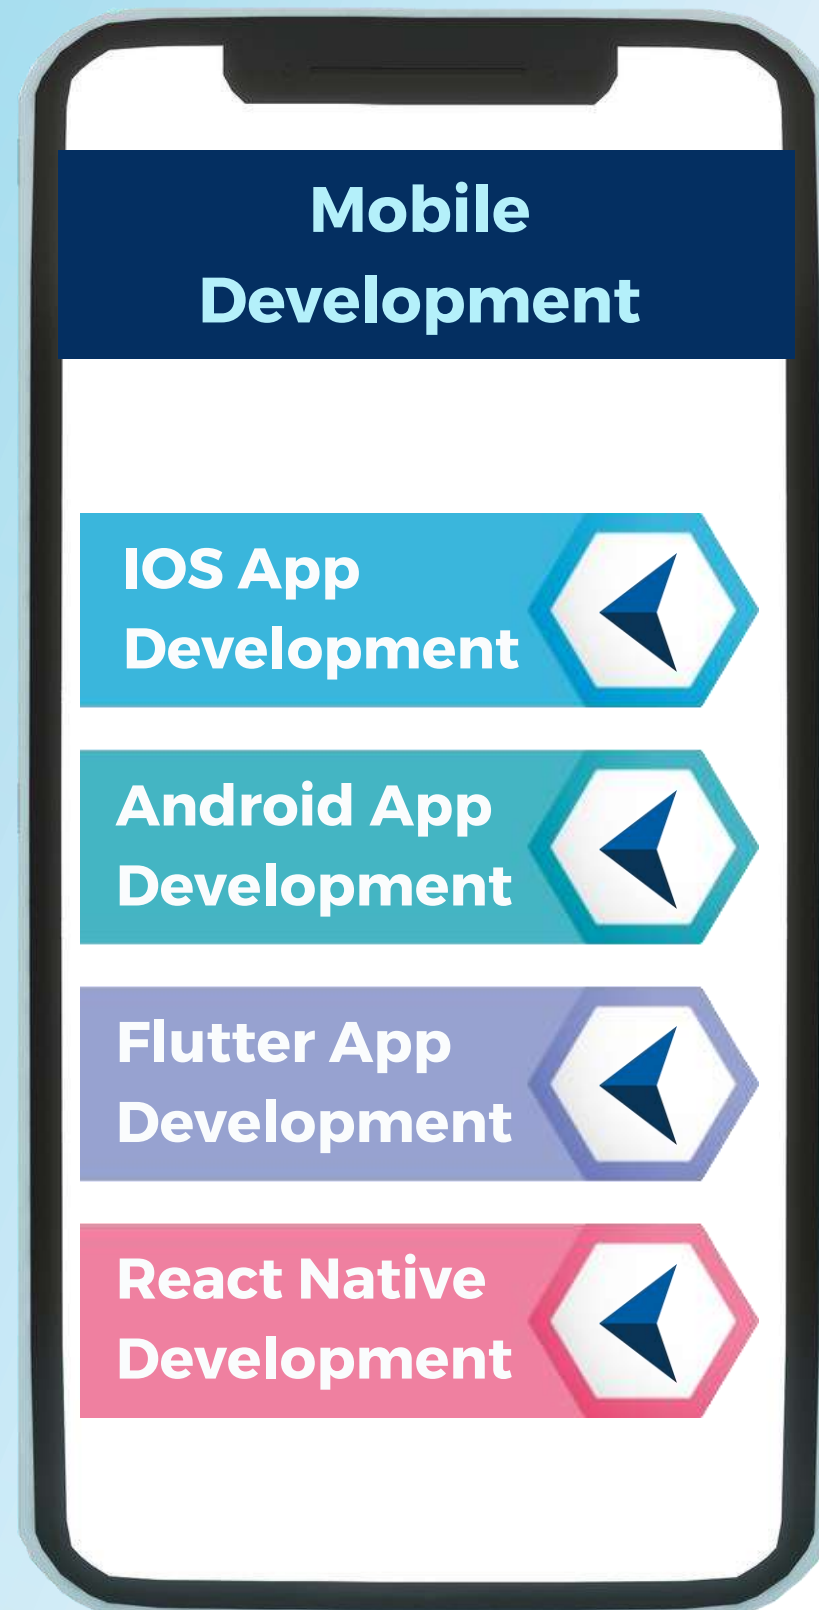 Mobile
Development
IOS App
Development
Android App
Development
Flutter App
Development
React Native
Development